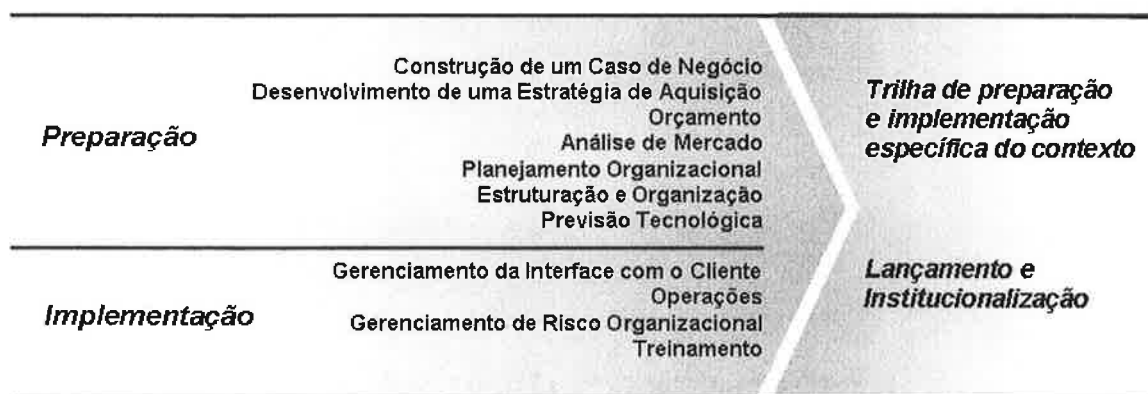 Preparação
Construção de um Caso de Negócio
Desenvolvimento de uma Estratégia de Aquisição
Orçamento
Análise de Mercado
Planejamento Organizacional
Estruturação e Organização
Previsão Tecnológica
Trilha de preparação
e implementação
específica do contexto
Implementação
Gerenciamento da Interface com o Cliente
Operações
Gerenciamento de Risco Organizacional
Treinamento
Lançamento e
Institucionalização